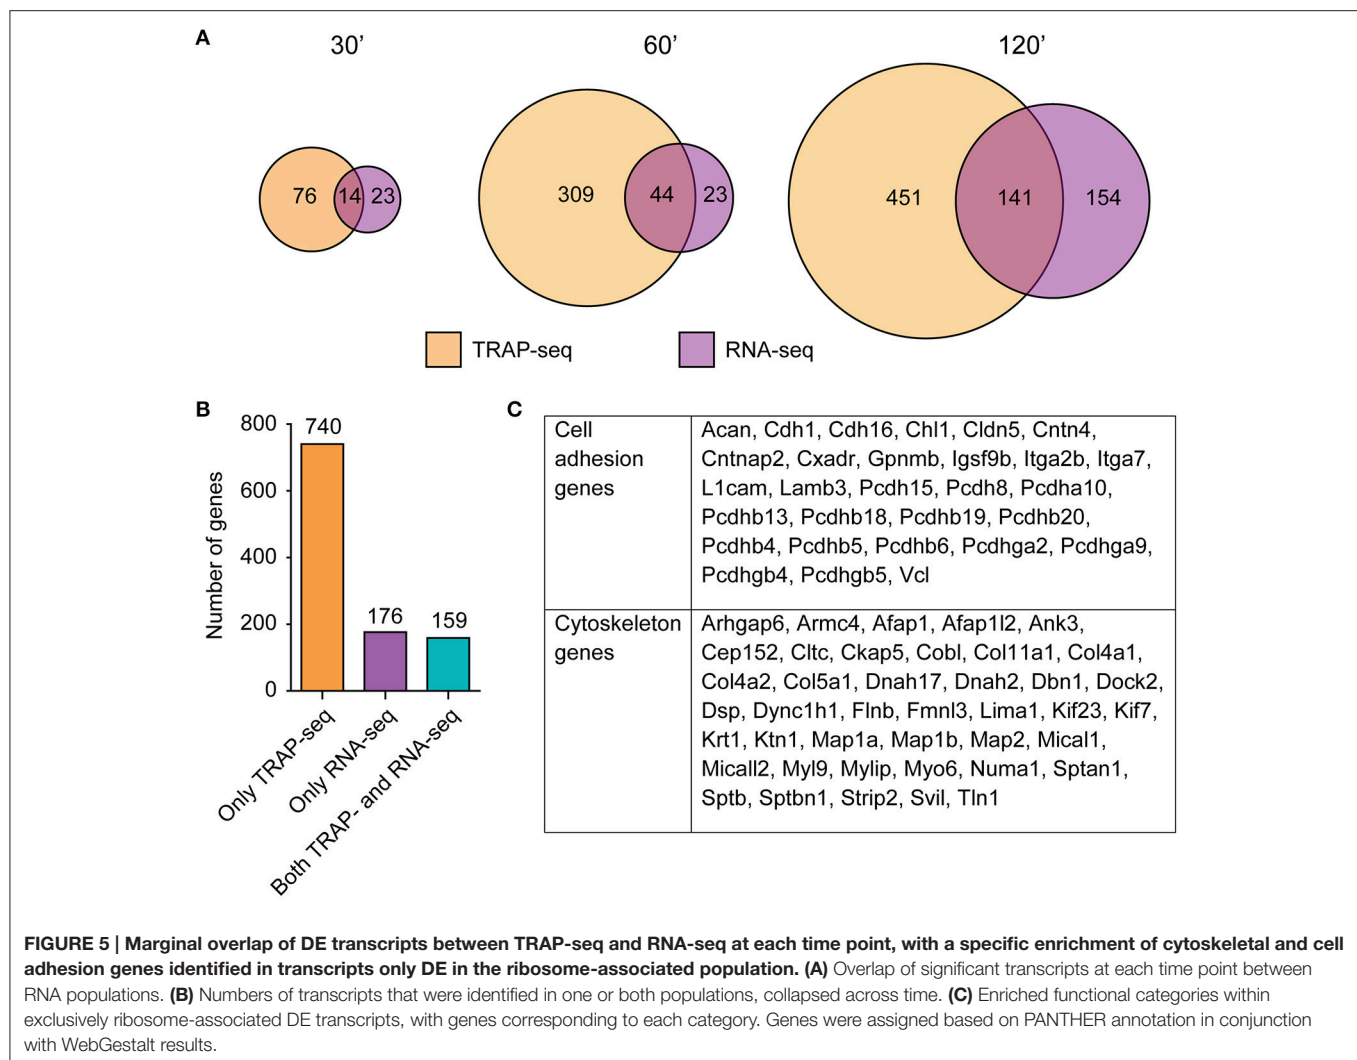 A
30’
60’
120’
76
14
23
309
44
23
451
141
154
TRAP-seq
RNA-seq
B
Number of genes
800
600
400
200
0
740
176
159
Only TRAP-seq
Only RNA-seq
Both TRAP- and RNA-seq
C
Cell
adhesion
genes
Acan, Cdh1, Cdh16, Chl1, Cldn5, Cntn4,
Cntnap2, Cxadr, Gpnmb, Igsf9b, Itga2b, Itga7,
L1cam, Lamb3, Pcdh15, Pcdh8, Pcdha10,
Pcdhb13, Pcdhb18, Pcdhb19, Pcdhb20,
Pcdhb4, Pcdhb5, Pcdhb6, Pcdhga2, Pcdhga9,
Pcdhgb4, Pcdhgb5, Vcl
Cytoskeleton
genes
Arhgap6, Armc4, Afap1, Afap1l2, Ank3,
Cep152, Cltc, Ckap5, Cobl, Col11a1, Col4a1,
Col4a2, Col5a1, Dnah17, Dnah2, Dbn1, Dock2,
Dsp, Dync1h1, Flnb, Fmnl3, Lima1, Kif23, Kif7,
Krt1, Ktn1, Map1a, Map1b, Map2, Mical1,
Micall2, Myl9, Mylip, Myo6, Numa1, Sptan1,
Sptb, Sptbn1, Strip2, Svil, Tln1
FIGURE 5 | Marginal overlap of DE transcripts between TRAP-seq and RNA-seq at each time point, with a specific enrichment of cytoskeletal and cell
adhesion genes identified in transcripts only DE in the ribosome-associated population. (A) Overlap of significant transcripts at each time point between
RNA populations. (B) Numbers of transcripts that were identified in one or both populations, collapsed across time. (C) Enriched functional categories within
exclusively ribosome-associated DE transcripts, with genes corresponding to each category. Genes were assigned based on PANTHER annotation in conjunction
with WebGestalt results.